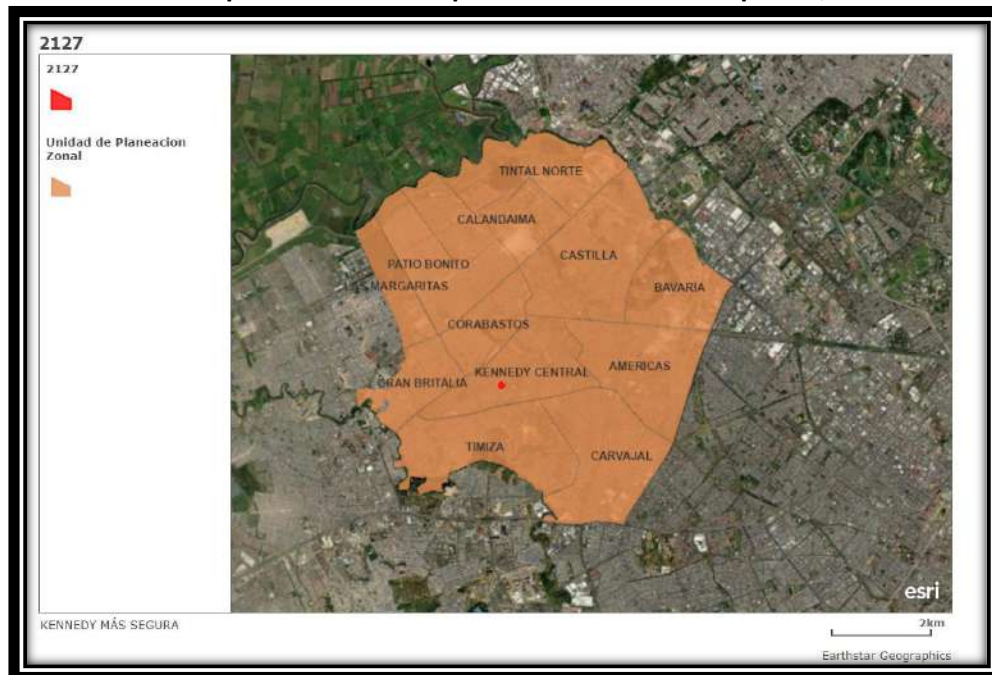 2127
2127
Unidad de Planeacion
Zonal
TINTAL NORTE
CALANDAIMA
CASTILLA
PATIO BONITO
MARGARITAS
BAVARIA
CORABASTOS
AMERICAS
KENNEDY CENTRAL
GRAN BRITALIA
TIMIZA
CARVAJAL
esri
KENNEDY MÁS SEGURA
2km
Earthstar Geographics